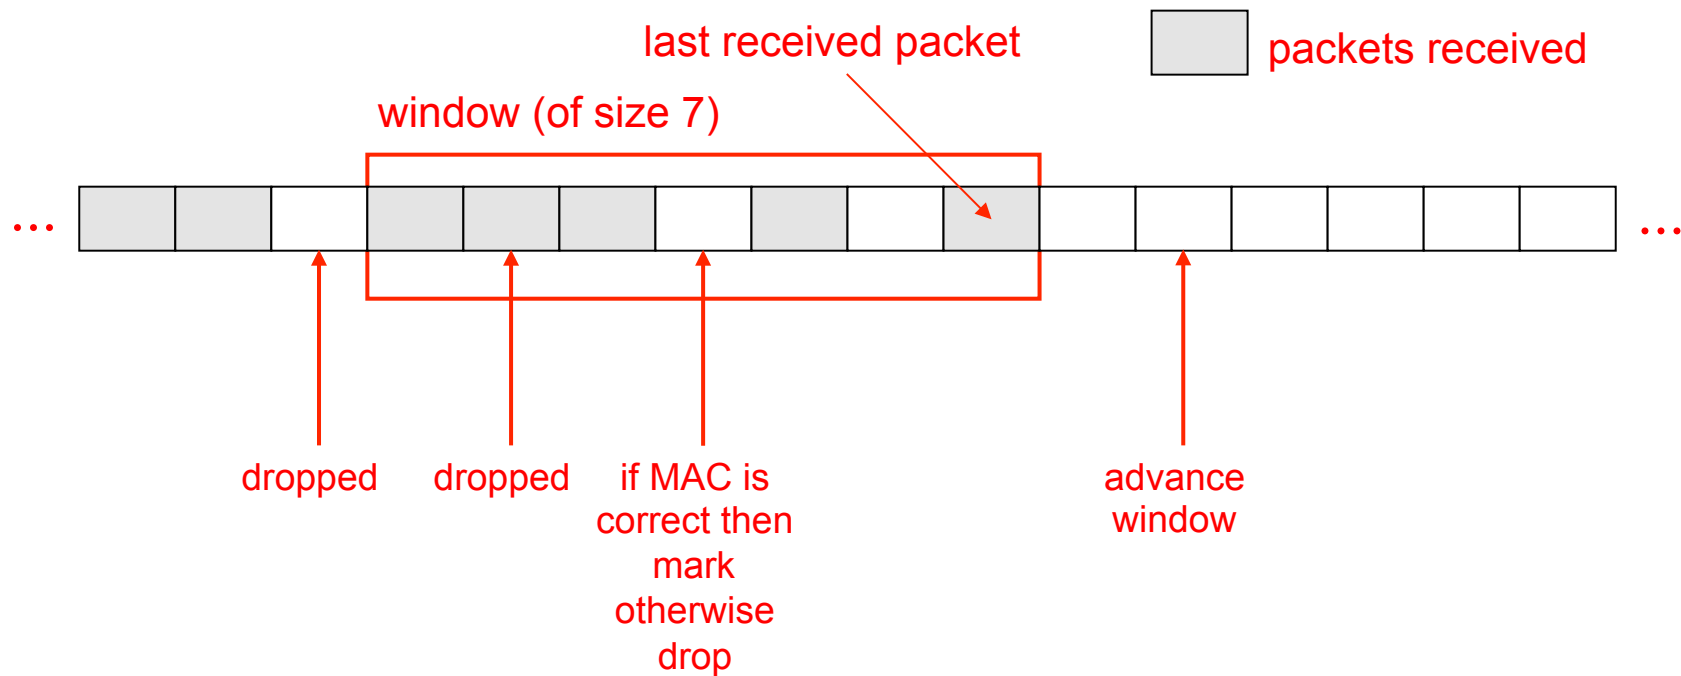 last received packet
packets received
window (of size 7)
...
...
dropped
dropped
if MAC is
correct then
mark
otherwise
drop
advance
window